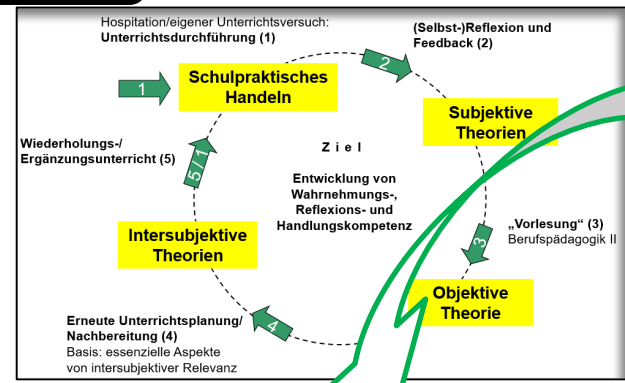 Hospitation/eigener Unterrichtsversuch:
Unterrichtsdurchführung (1)
(Selbst-)Reflexion und
Feedback (2)
1
Schulpraktisches
Handeln
2
Subjektive
Theorien
Wiederholungs-/
Ergänzungsunterricht (5)
5 / 1
Z i e l
Entwicklung von
Wahrnehmungs-,
Reflexions- und
Handlungskompetenz
„Vorlesung“ (3)
Berufspädagogik II
3
Intersubjektive
Theorien
Objektive
Theorie
4
Erneute Unterrichtsplanung/
Nachbereitung (4)
Basis: essenzielle Aspekte
von intersubjektiver Relevanz